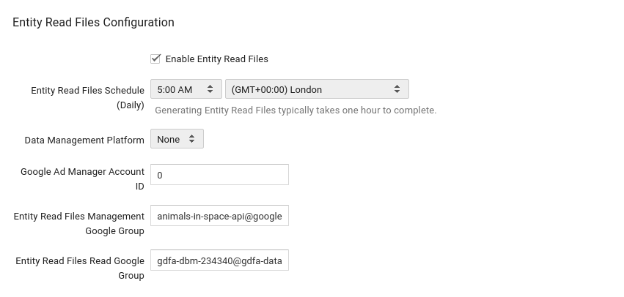 Entity Read Files Configuration
Enable Entity Read Files
Entity Read Files Schedule
(Daily)
5:00 AM
(GMT+00:00) London
Generating Entity Read Files typically takes one hour to complete.
Data Management Platform
None
Google Ad Manager Account
ID
0
Entity Read Files Management
Google Group
animals-in-space-api@google
Entity Read Files Read Google
Group
gdfa-dbm-234340@gdfa-data